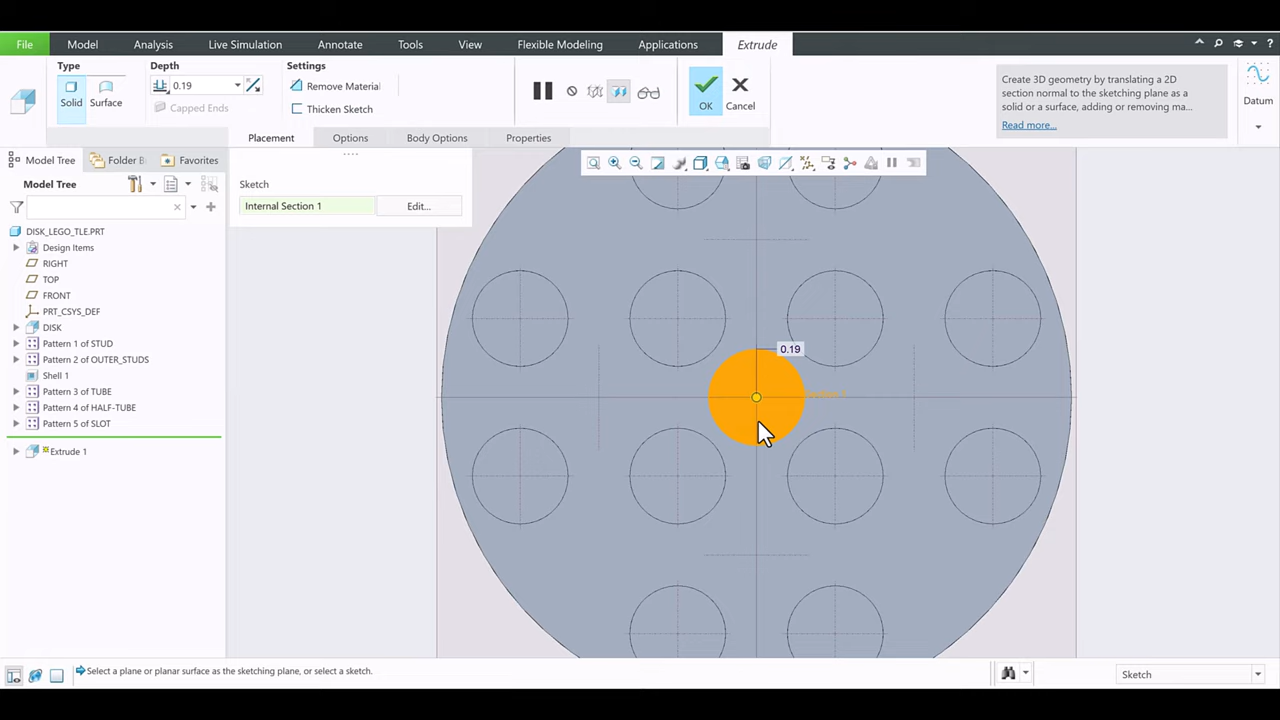 File
Model
Analysis
Live Simulation
Annotate
Tools
View
Flexible Modeling
Applications
Extrude
?
Type
Depth
Settings
Solid
Surface
0.19
Capped Ends
Remove Material
Thicken Sketch
OK
Cancel
Create 3D geometry by translating a 2D
section normal to the sketching plane as a
solid or a surface, adding or removing ma...
Read more...
Datum
Placement
Options
Body Options
Properties
Model Tree
Folder B
Favorites
Model Tree
Sketch
Internal Section 1
Edit...
DISK_LEGO_TLE.PRT
Design Items
RIGHT
TOP
FRONT
PRT_CSYS_DEF
DISK
Pattern 1 of STUD
Pattern 2 of OUTER_STUDS
Shell 1
Pattern 3 of TUBE
Pattern 4 of HALF-TUBE
Pattern 5 of SLOT
Extrude 1
0.19
Select a plane or planar surface as the sketching plane, or select a sketch.
Sketch